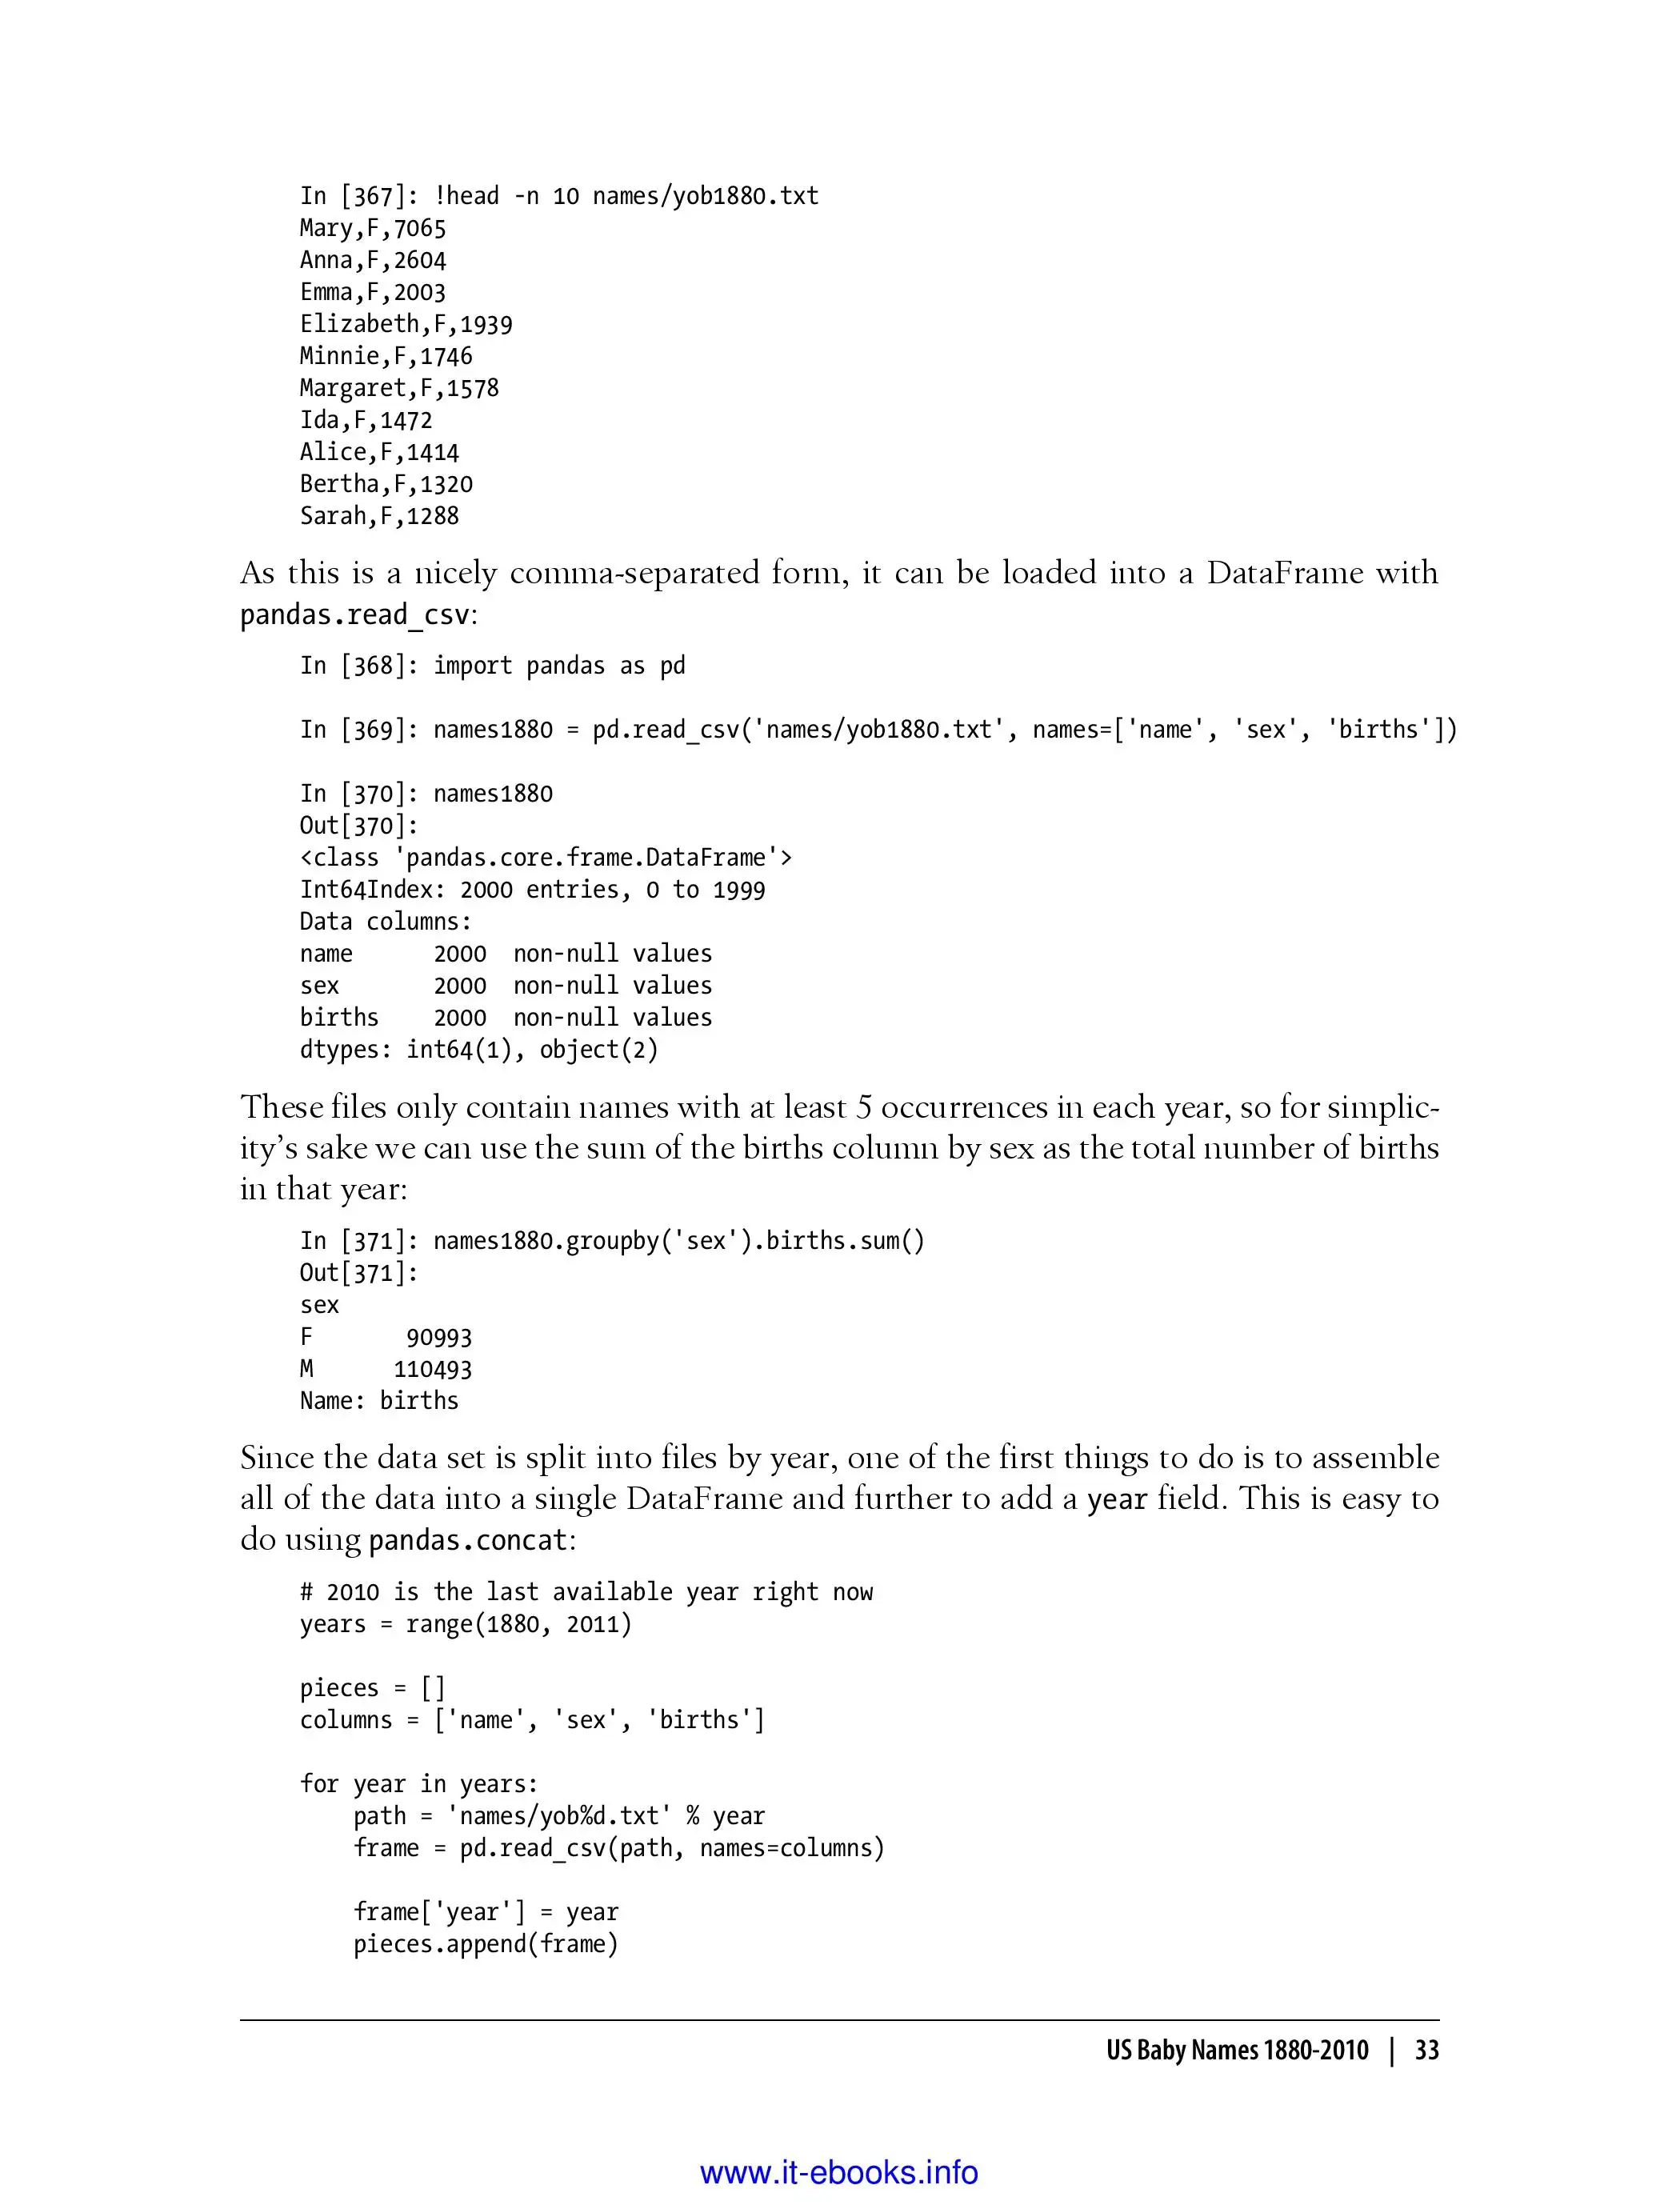 In [367]: !head -n 10 names/yob1880.txt
Mary,F,7065
Anna,F,2604
Emma,F,2003
Elizabeth,F,1939
Minnie,F,1746
Margaret,F,1578
Ida,F,1472
Alice,F,1414
Bertha,F,1320
Sarah,F,1288
As this is a nicely comma-separated form, it can be loaded into a DataFrame with
pandas.read_csv:
In [368]: import pandas as pd
In [369]: names1880 = pd.read_csv('names/yob1880.txt', names=['name', 'sex', 'births'])
In [370]: names1880
Out[370]:
<class 'pandas.core.frame.DataFrame'>
Int64Index: 2000 entries, 0 to 1999
Data columns:
name      2000  non-null values
sex       2000  non-null values
births    2000  non-null values
dtypes: int64(1), object(2)
These files only contain names with at least 5 occurrences in each year, so for simplic-
ity’s sake we can use the sum of the births column by sex as the total number of births
in that year:
In [371]: names1880.groupby('sex').births.sum()
Out[371]:
sex
F       90993
M      110493
Name: births
Since the data set is split into files by year, one of the first things to do is to assemble
all of the data into a single DataFrame and further to add a year field. This is easy to
do using pandas.concat:
# 2010 is the last available year right now
years = range(1880, 2011)
pieces = []
columns = ['name', 'sex', 'births']
for year in years:
    path = 'names/yob%d.txt' % year
    frame = pd.read_csv(path, names=columns)
    frame['year'] = year
    pieces.append(frame)
US Baby Names 1880-2010 | 33
www.it-ebooks.info